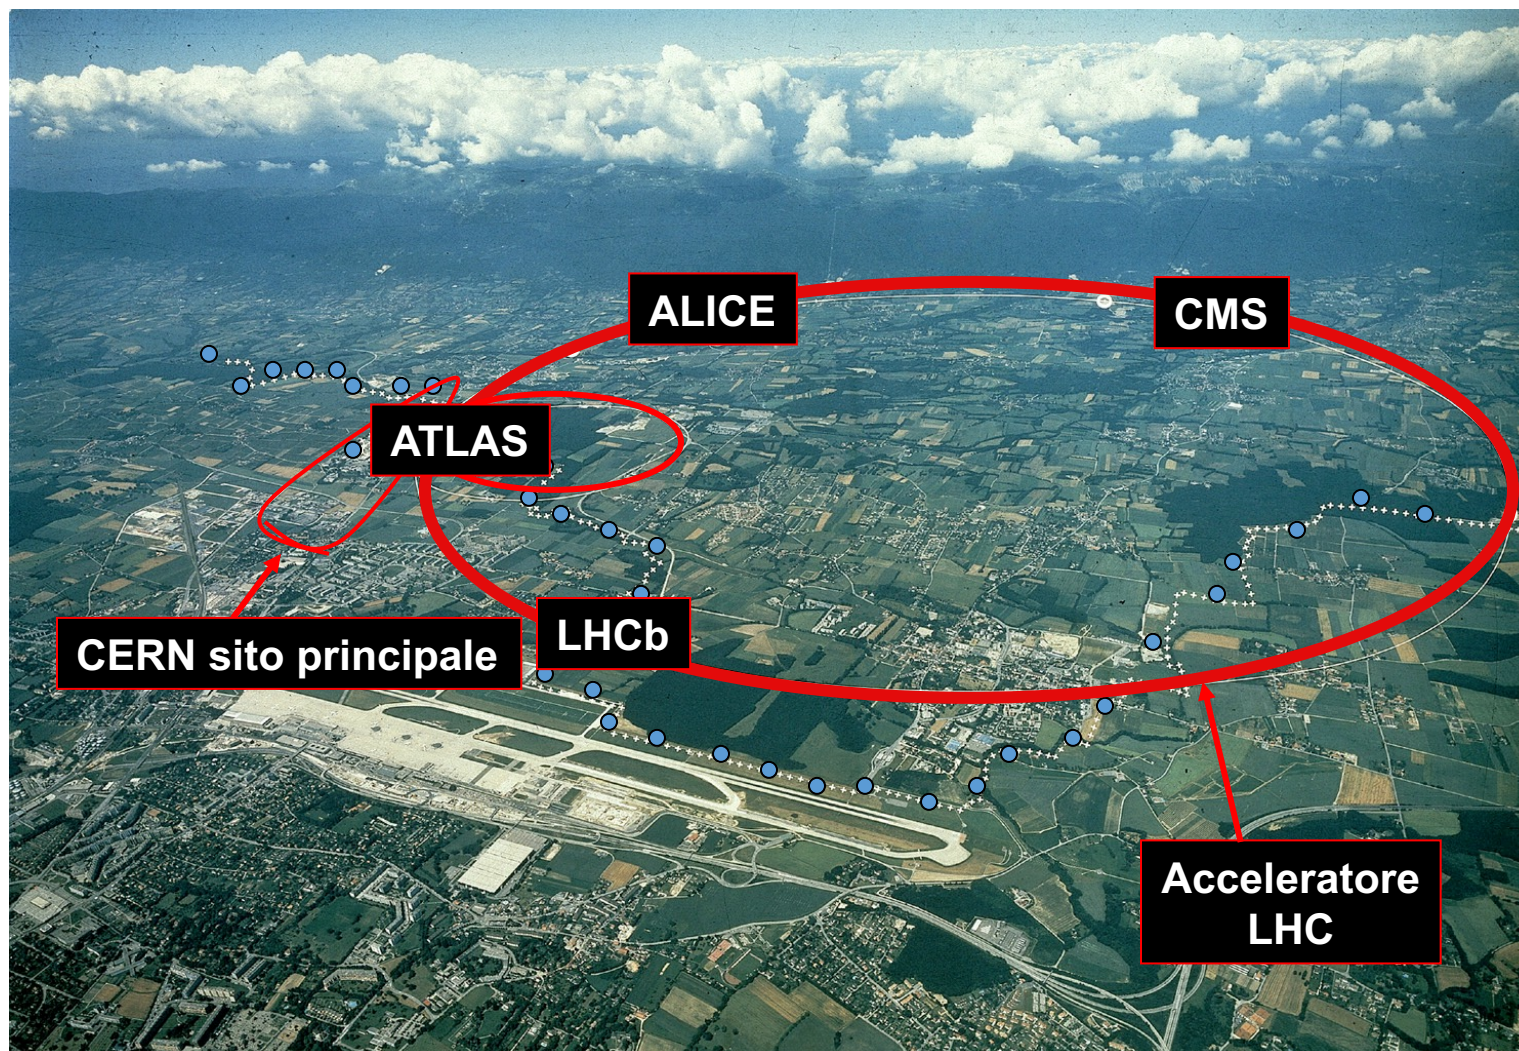 ALICE
CMS
ATLAS
LHCb
CERN sito principale
Acceleratore
LHC